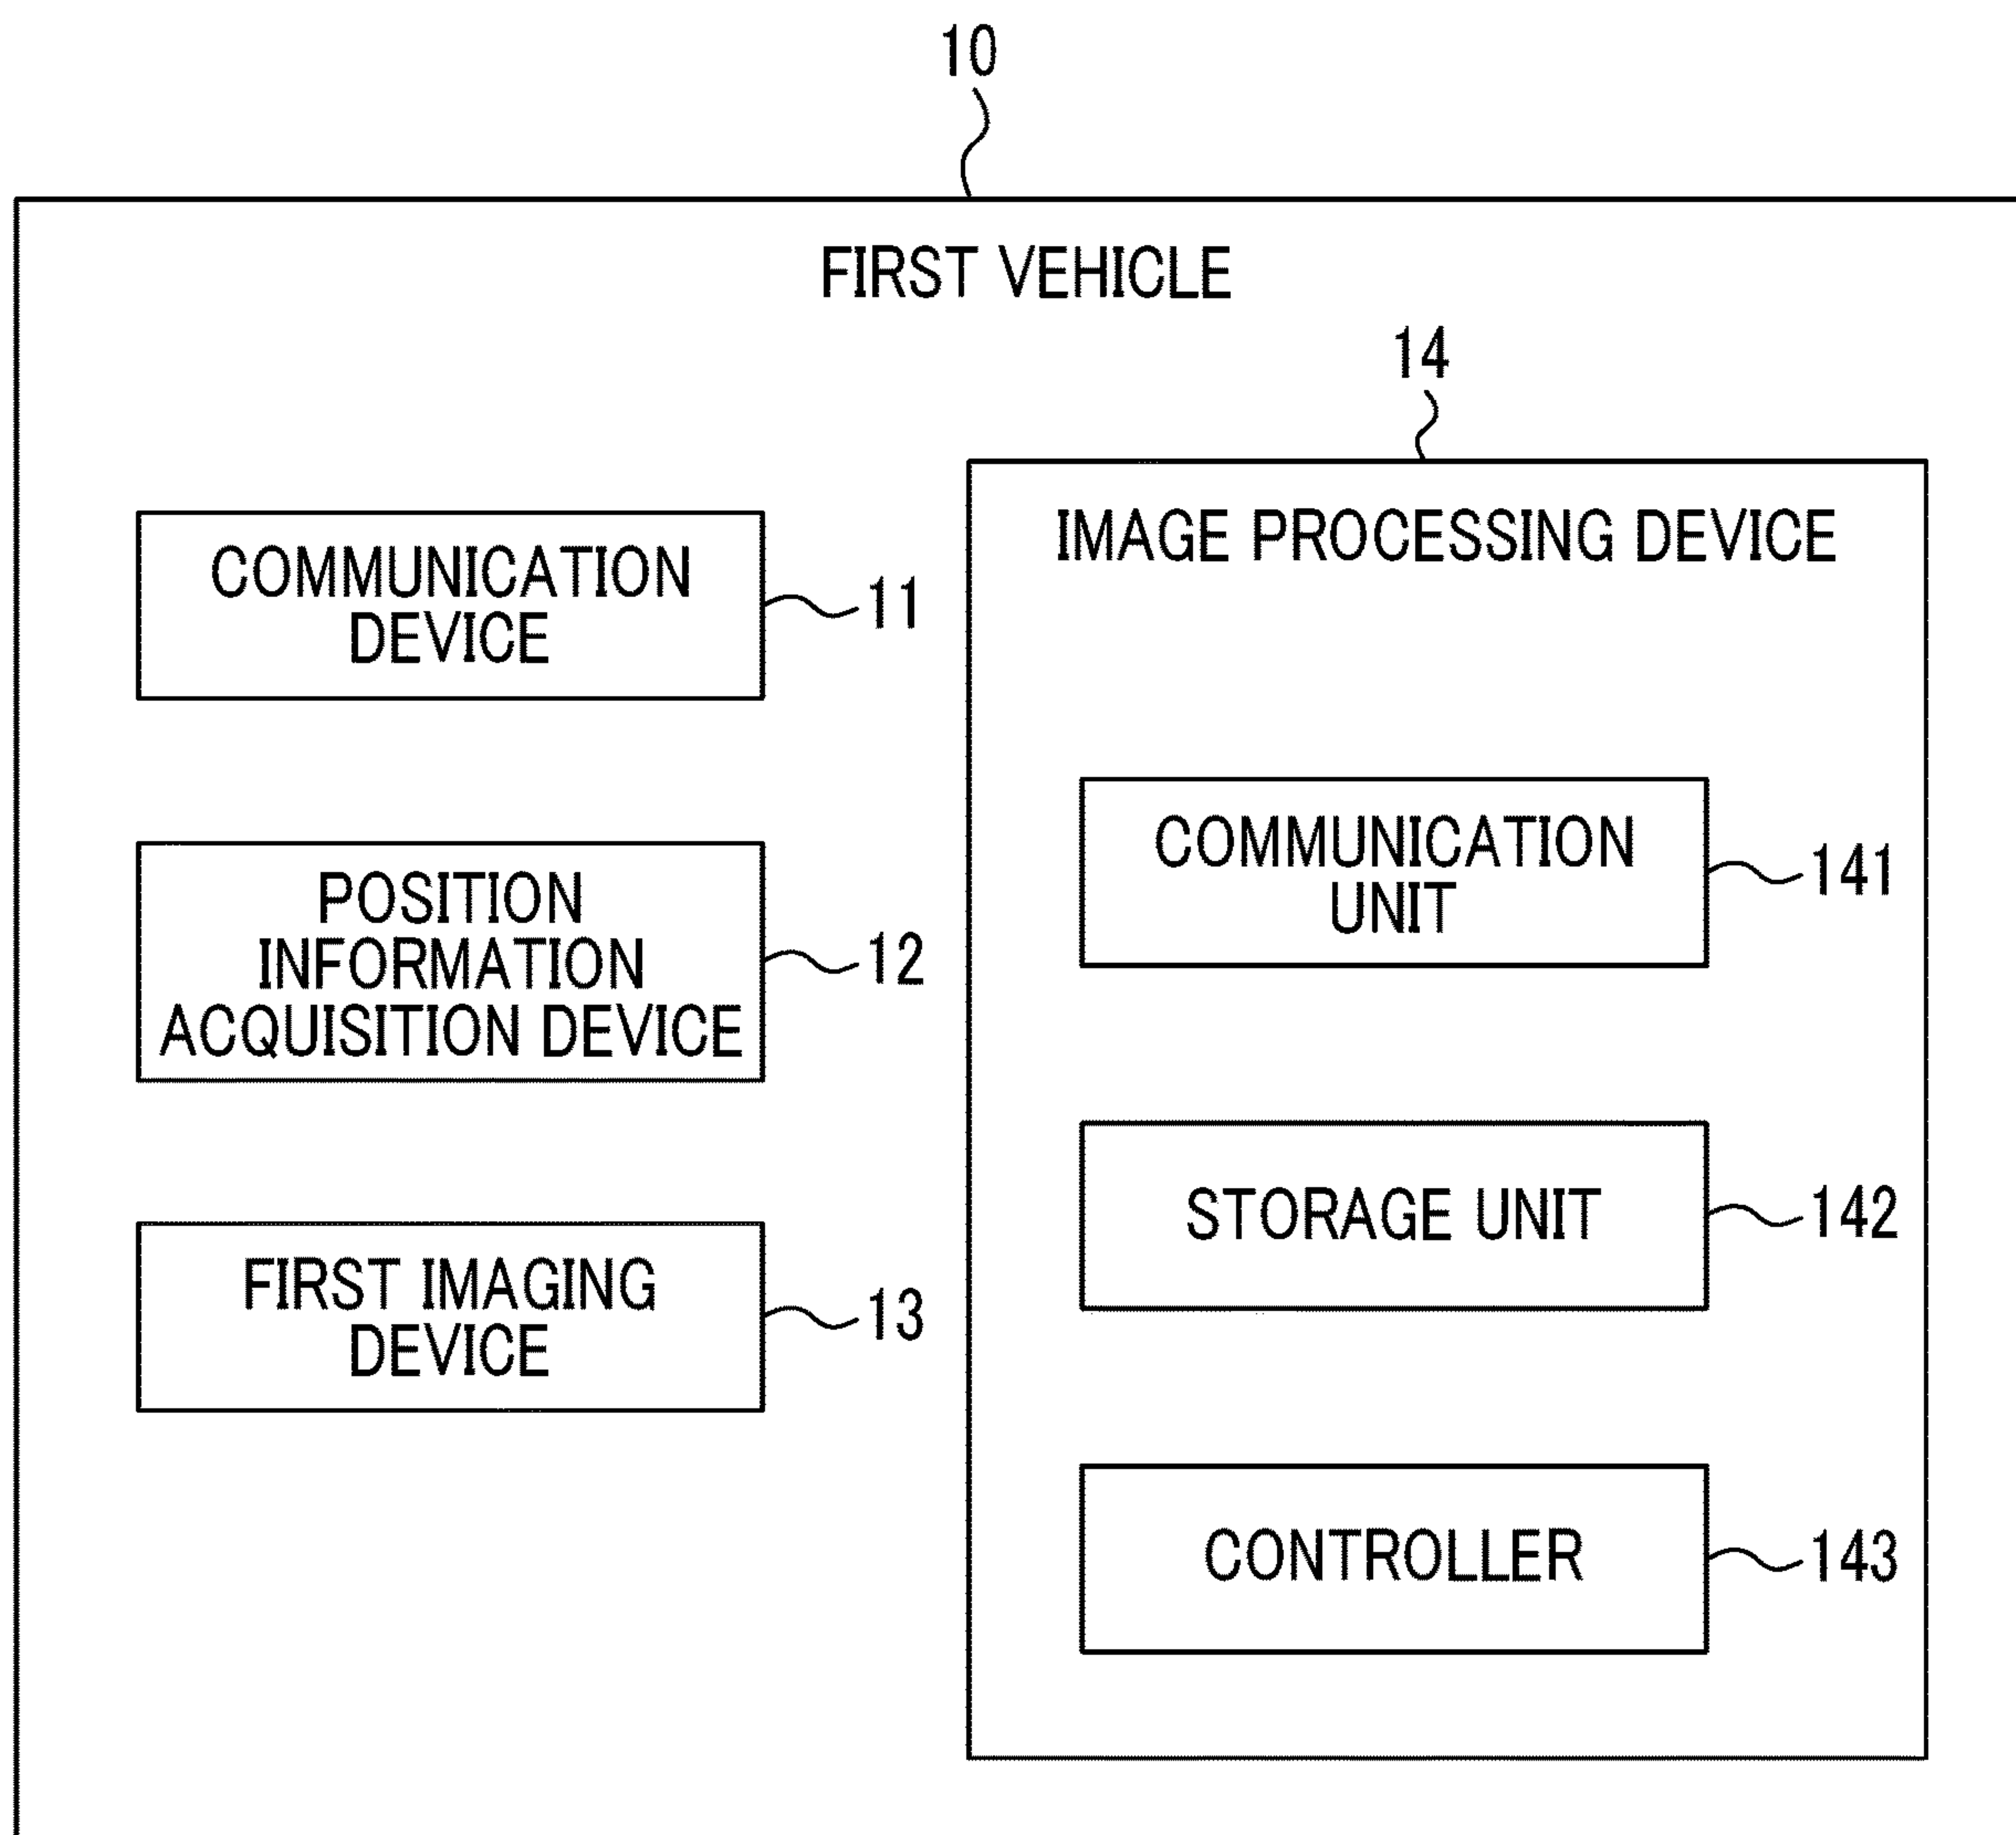 10
FIRST VEHICLE
14
COMMUNICATION
DEVICE
11
POSITION
INFORMATION
ACQUISITION DEVICE
12
FIRST IMAGING
DEVICE
13
IMAGE PROCESSING DEVICE
COMMUNICATION
UNIT
141
STORAGE UNIT
142
CONTROLLER
143